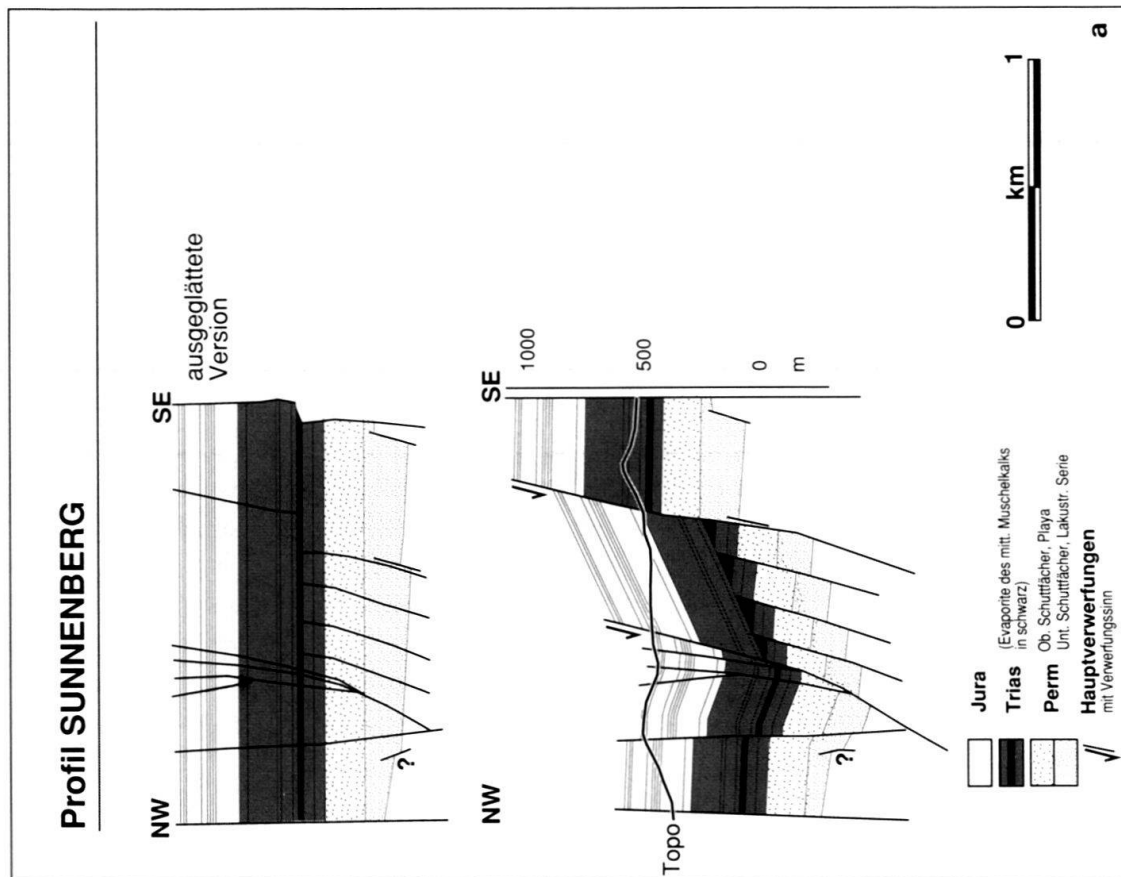 Profil SUNNENBERG
NW
SE
ausgeglättete
Version
?
NW
SE
1000
500
0
m
Topo
?
Jura
Trias
(Evaporite des mitt. Muschelkalks
in schwarz)
Perm
Ob. Schuttfächer, Playa
Unt. Schuttfächer, Lakustr. Serie
Hauptverwerfungen
mit Verwerfungssinn
0
km
1
a